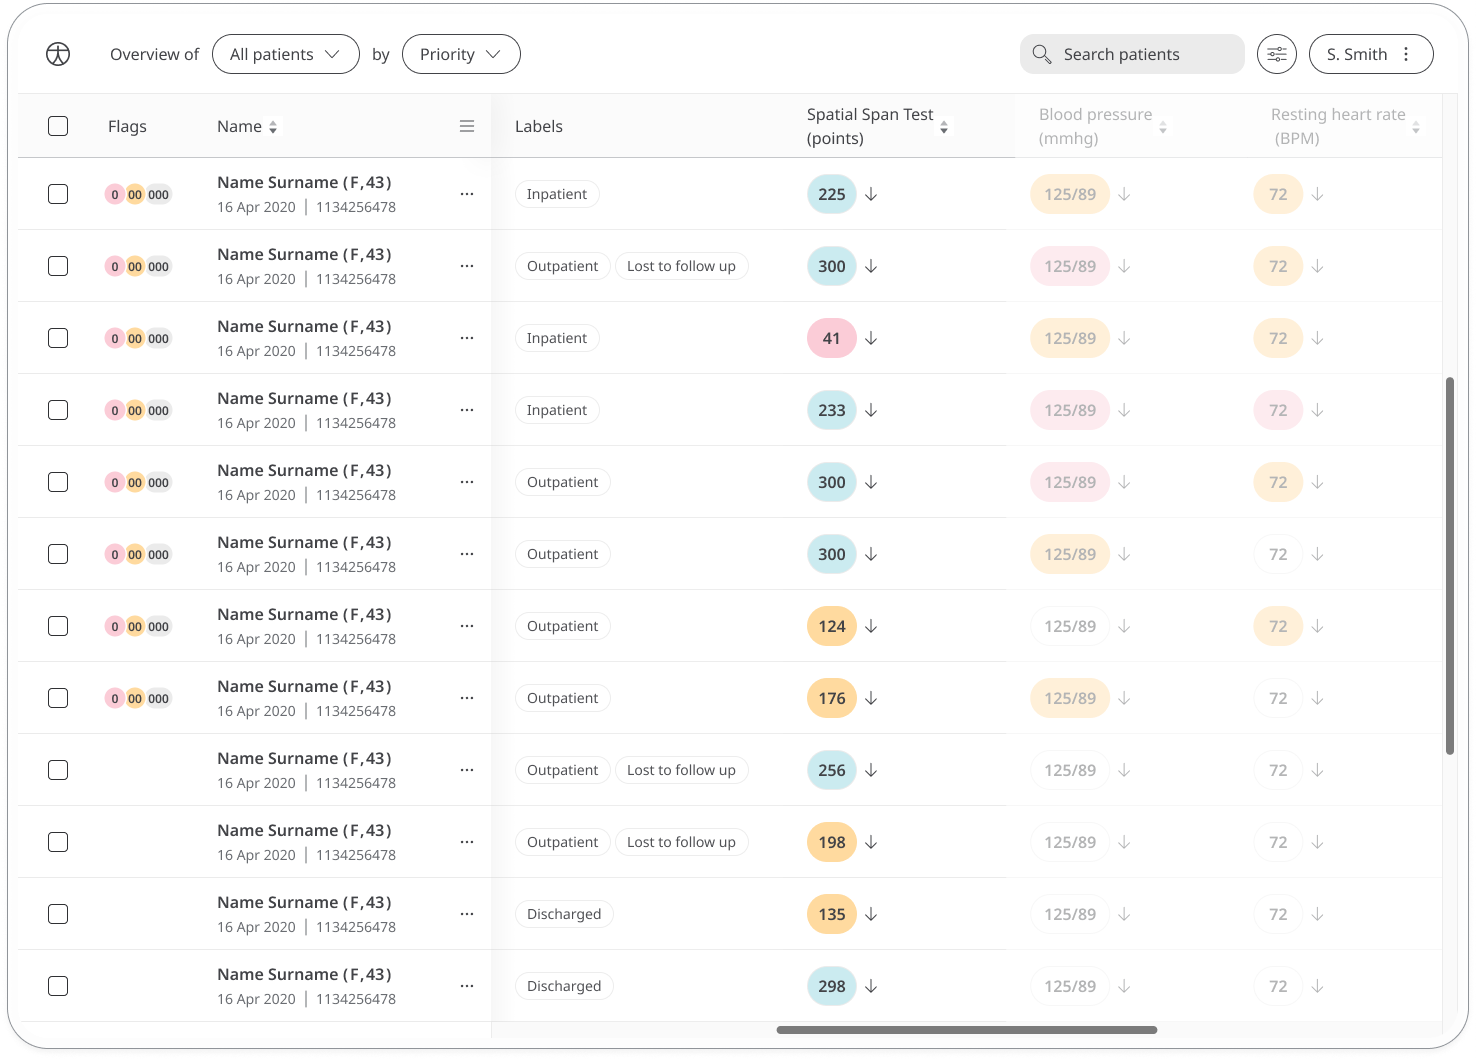 Overview of All patients by Priority Search patients S. Smith
Flags Name Labels Spatial Span Test (points) Blood pressure (mmhg) Resting heart rate (BPM)
0 00 000 Name Surname (F,43) Inpatient 225 125/89 72
16 Apr 2020 | 1134256478
0 00 000 Name Surname (F,43) Outpatient Lost to follow up 300 125/89 72
16 Apr 2020 | 1134256478
0 00 000 Name Surname (F,43) Inpatient 41 125/89 72
16 Apr 2020 | 1134256478
0 00 000 Name Surname (F,43) Inpatient 233 125/89 72
16 Apr 2020 | 1134256478
0 00 000 Name Surname (F,43) Outpatient 300 125/89 72
16 Apr 2020 | 1134256478
0 00 000 Name Surname (F,43) Outpatient 300 125/89 72
16 Apr 2020 | 1134256478
0 00 000 Name Surname (F,43) Outpatient 124 125/89 72
16 Apr 2020 | 1134256478
0 00 000 Name Surname (F,43) Outpatient 176 125/89 72
16 Apr 2020 | 1134256478
Name Surname (F,43) Outpatient Lost to follow up 256 125/89 72
16 Apr 2020 | 1134256478
Name Surname (F,43) Outpatient Lost to follow up 198 125/89 72
16 Apr 2020 | 1134256478
Name Surname (F,43) Discharged 135 125/89 72
16 Apr 2020 | 1134256478
Name Surname (F,43) Discharged 298 125/89 72
16 Apr 2020 | 1134256478